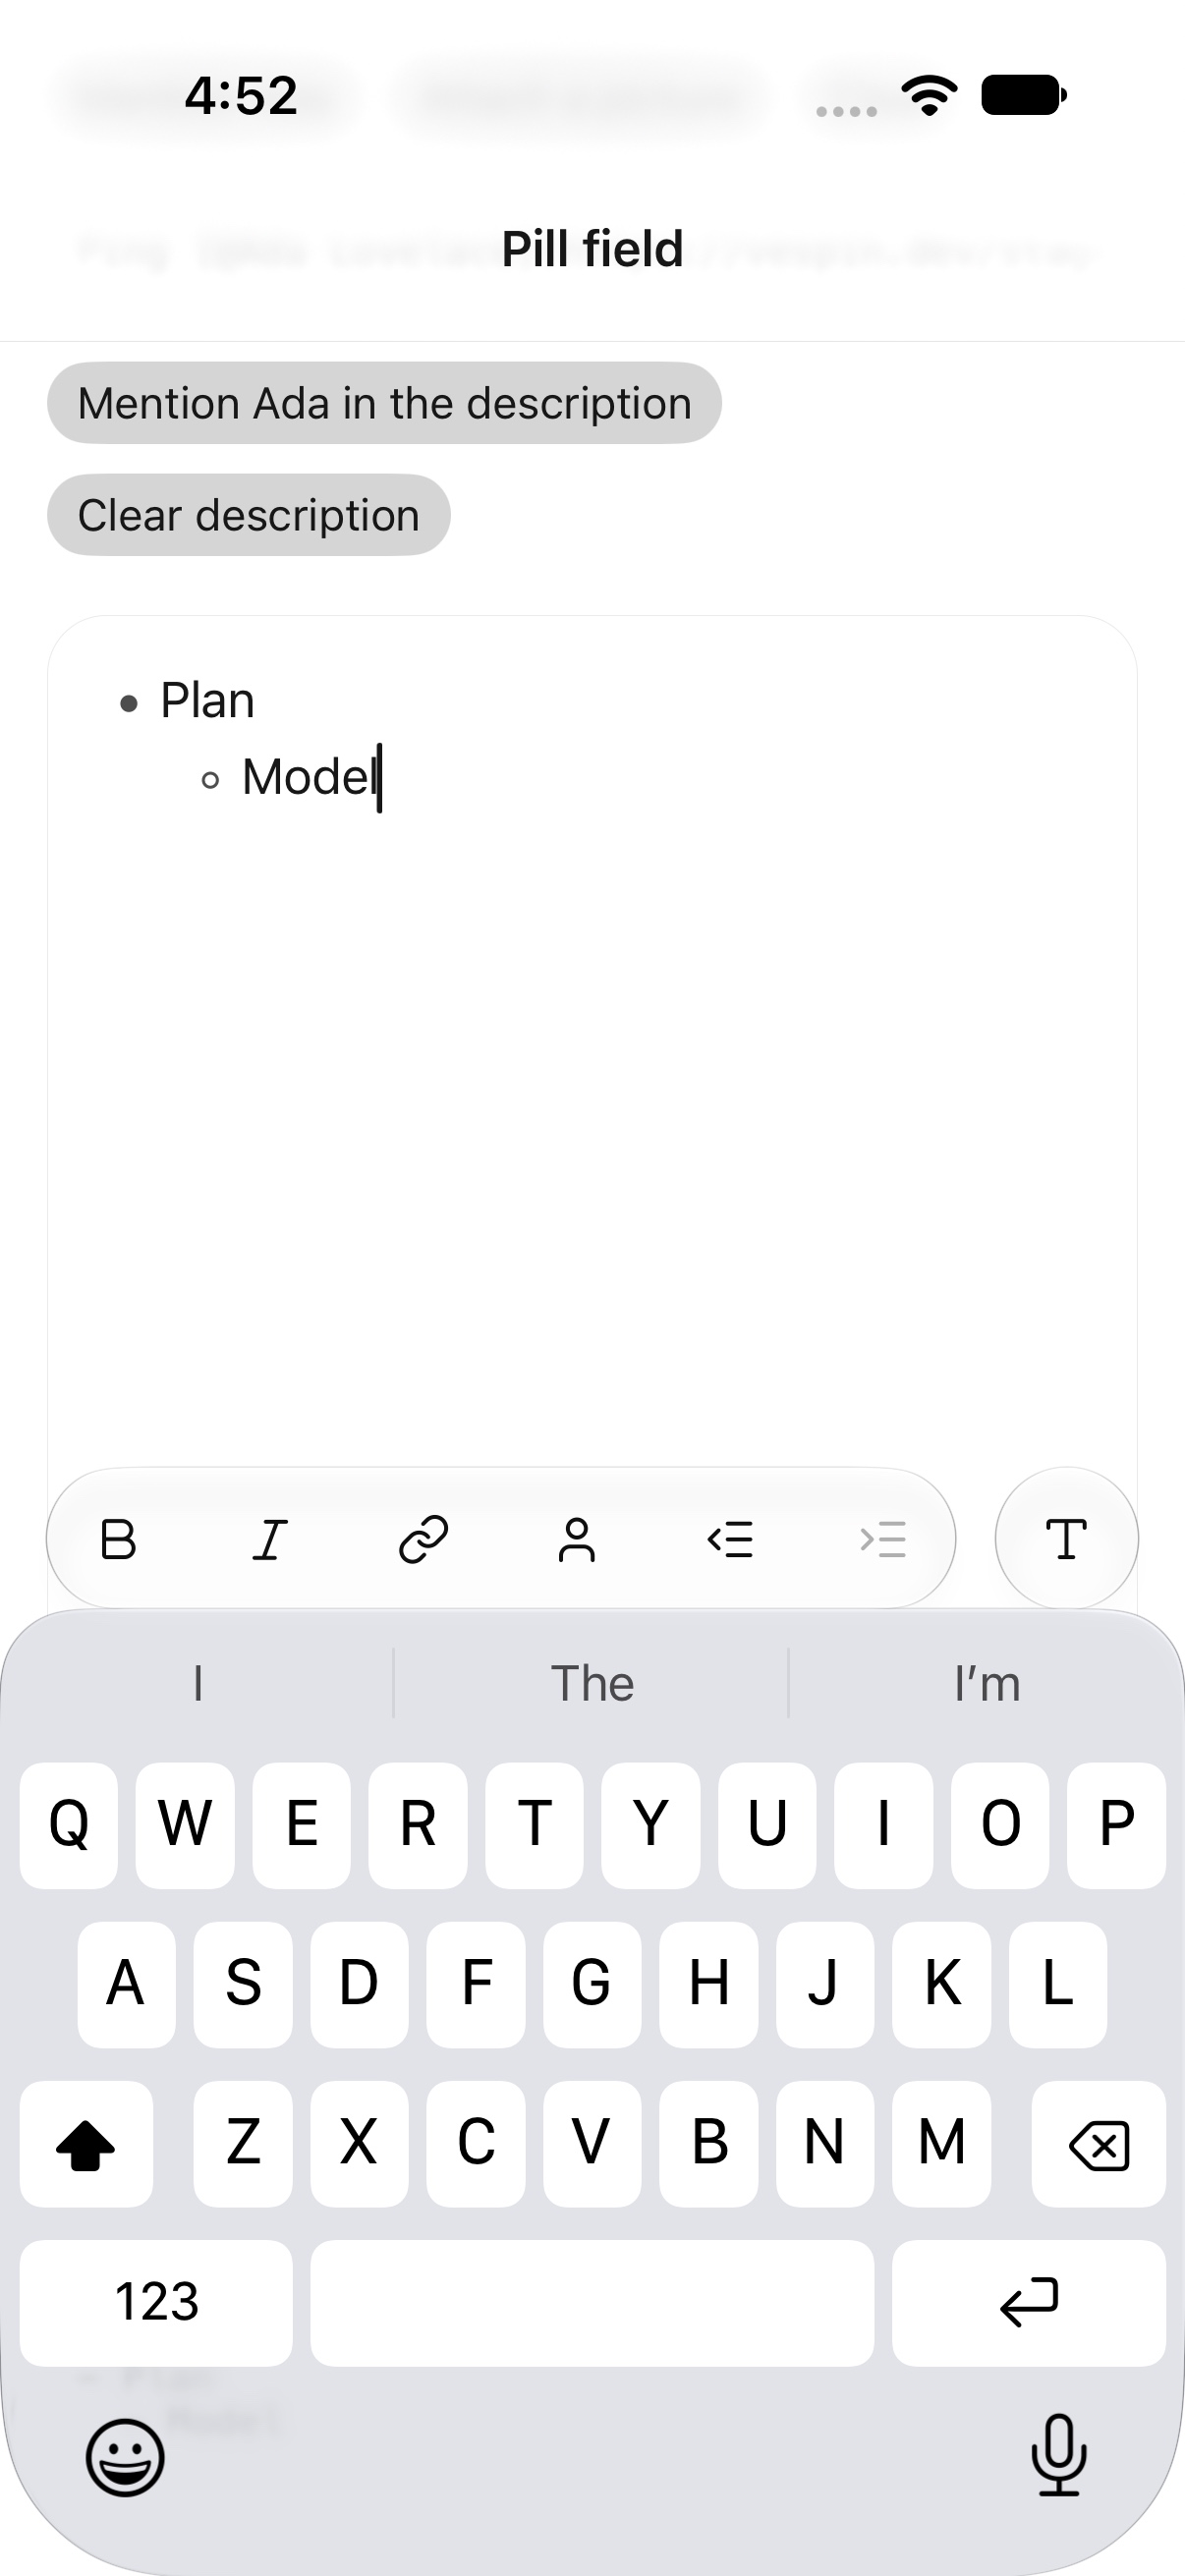 4:52
Pill field
Mention Ada in the description
Clear description
Plan
Model
I The I’m
Q W E R T Y U I O P
A S D F G H J K L
Z X C V B N M
123